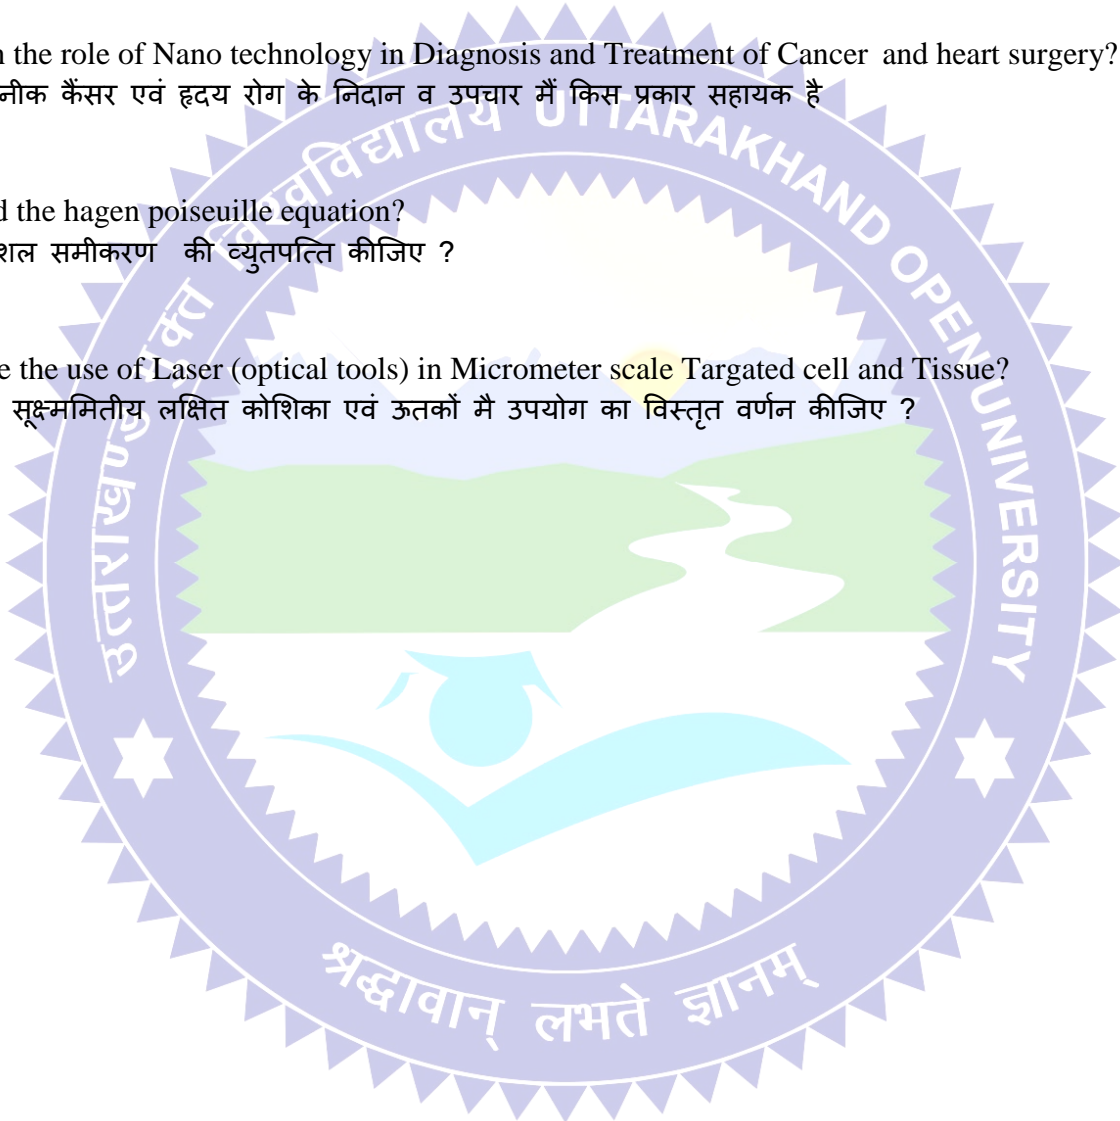 n the role of Nano technology in Diagnosis and Treatment of Cancer and heart surgery?
नीक कैंसर एवं हृदय रोग के निदान व उपचार मैं किस प्रकार सहायक है
d the hagen poiseuille equation?
शल समीकरण की व्युतपत्ति कीजिए ?
e the use of Laser (optical tools) in Micrometer scale Targated cell and Tissue?
सूक्ष्ममितीय लक्षित कोशिका एवं ऊतकों मै उपयोग का विस्तृत वर्णन कीजिए ?
उत्तराखण्ड मुक्त विश्वविद्यालय UTTARAKHAND OPEN UNIVERSITY
श्रद्धावान् लभते ज्ञानम्